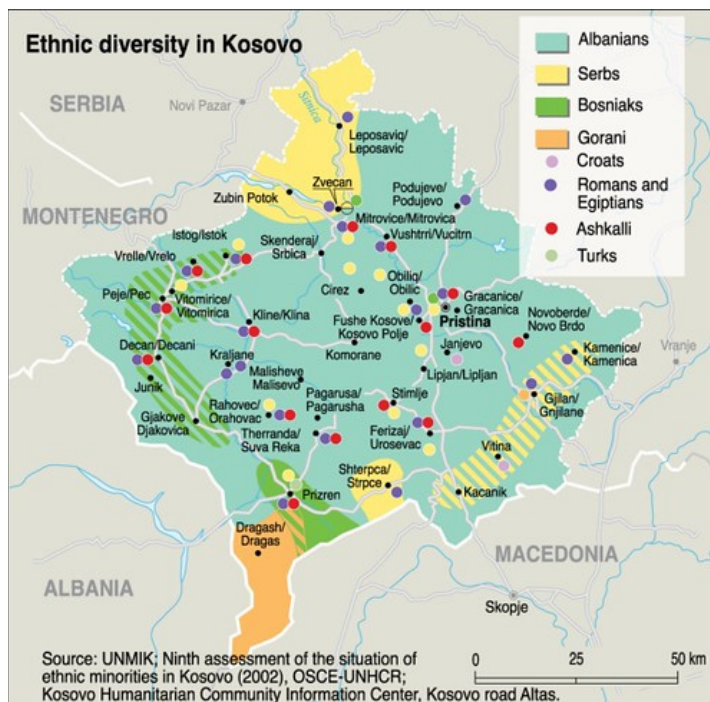 Ethnic diversity in Kosovo
Albanians
Serbs
Bosniaks
Gorani
Croats
Romans and
Egiptians
Ashkalli
Turks
SERBIA
Novi Pazar
Sitnica
Leposaviq/
Leposavic
Zubin Potok
Zvecan
Podujeve/
Podujevo
MONTENEGRO
Mitrovice/Mitrovica
Istog/Istok
Vushtrri/Vucitrn
Vrelle/Vrelo
Skenderaj/
Srbica
Obiliq/
Obilic
Peje/Pec
Vitomirice/
Vitomirica
Cirez
Gracanice/
Gracanica
Kline/Klina
Fushe Kosove/
Kosovo Polje
Pristina
Novoberde/
Novo Brdo
Decan/Decani
Komorane
Janjevo
Kamenice/
Kamenica
Vranje
Kraljane
Junik
Malisheve
Malisevo
Lipjan/Lipljan
Rahovec/
Orahovac
Pagarusa/
Pagarusha
Stimlje
Gjilan/
Gnjilane
Gjakove
Djakovica
Therranda/
Suva Reka
Ferizaj/
Urosevac
Vitina
Shterpca/
Strpce
Prizren
Kacanik
Dragash/
Dragas
ALBANIA
MACEDONIA
Skopje
Source: UNMIK; Ninth assessment of the situation of
ethnic minorities in Kosovo (2002), OSCE-UNHCR;
Kosovo Humanitarian Community Information Center, Kosovo road Altas.
0 25 50 km